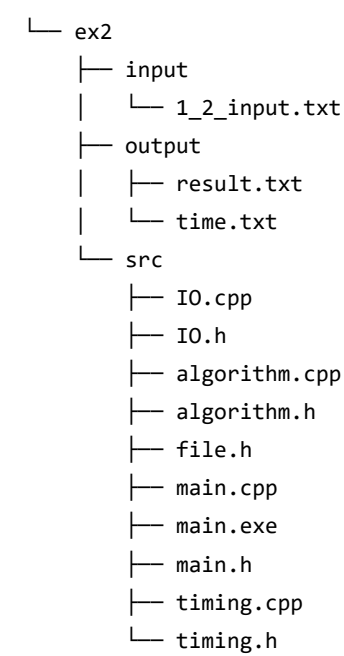 └── ex2
    ├── input
    │   └── 1_2_input.txt
    ├── output
    │   ├── result.txt
    │   └── time.txt
    └── src
        ├── IO.cpp
        ├── IO.h
        ├── algorithm.cpp
        ├── algorithm.h
        ├── file.h
        ├── main.cpp
        ├── main.exe
        ├── main.h
        ├── timing.cpp
        └── timing.h